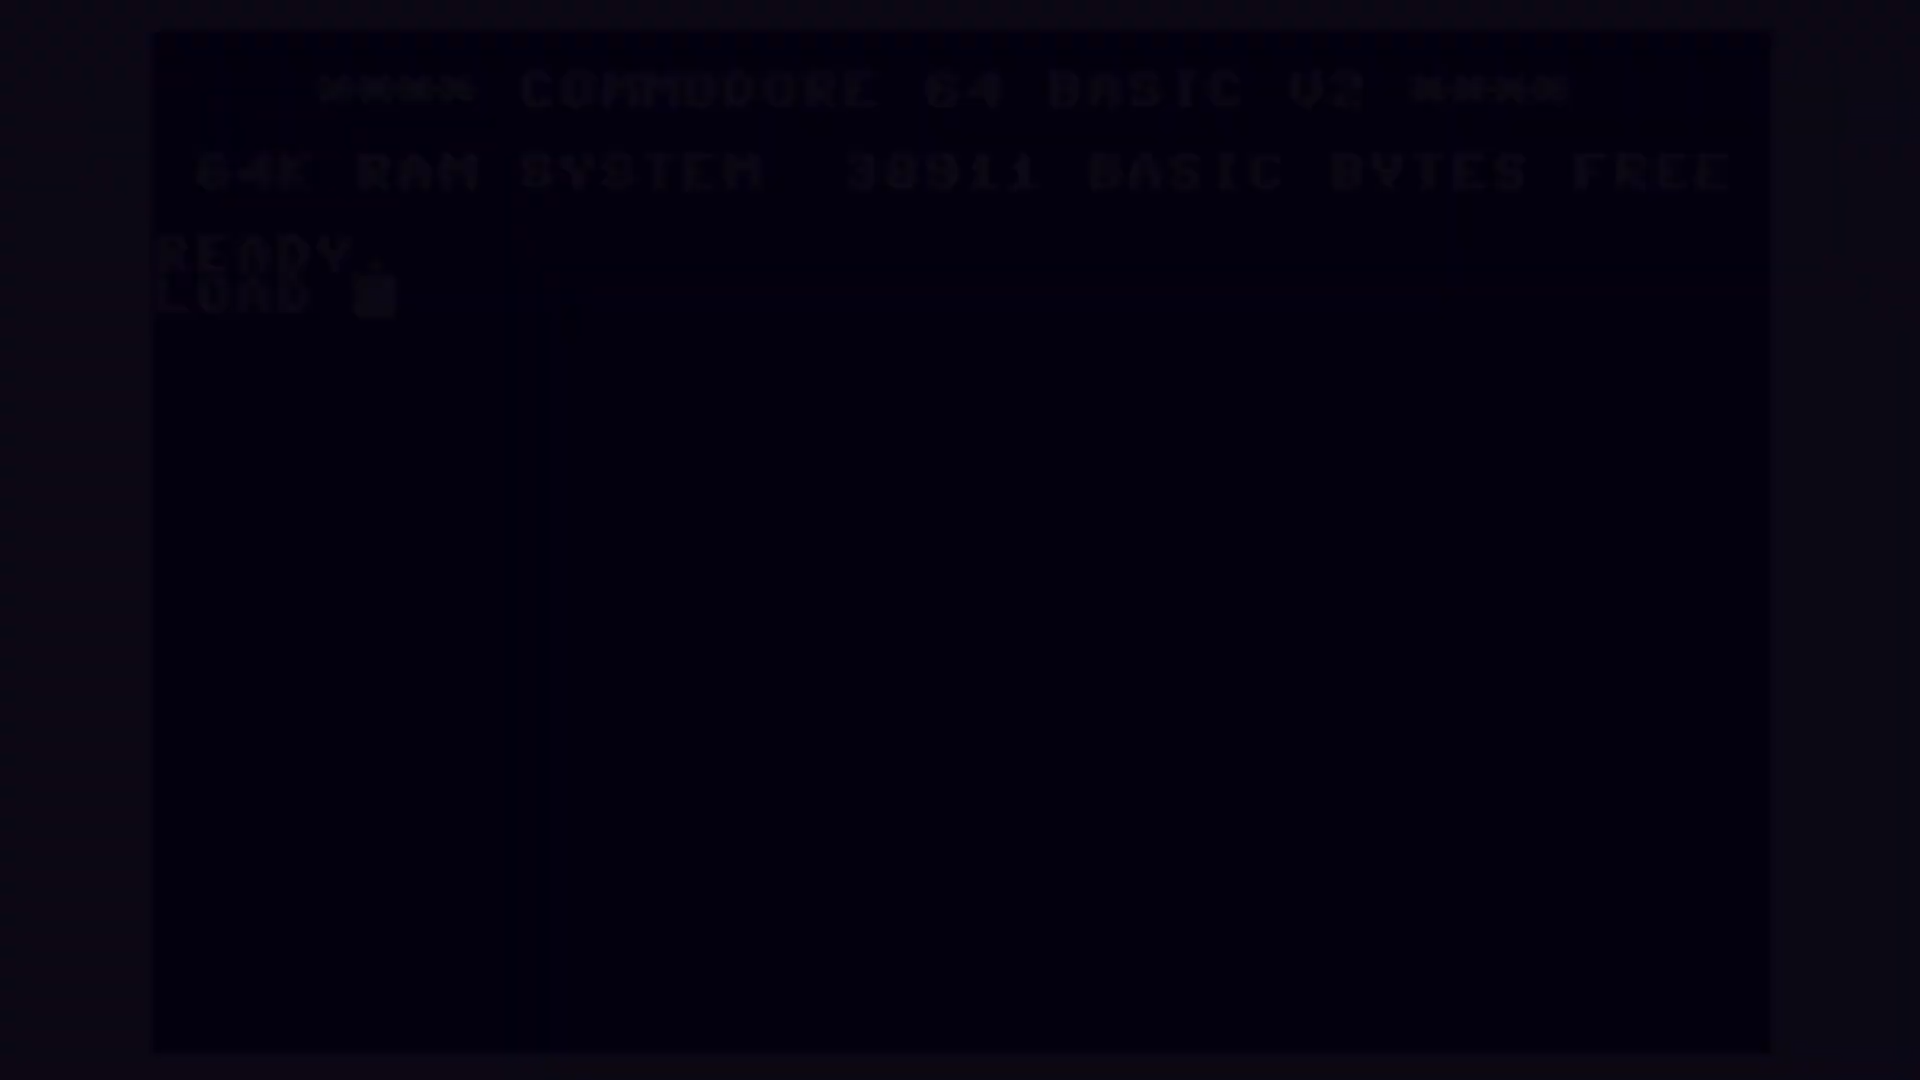 **** COMMODORE 64 BASIC V2 ****
64K RAM SYSTEM 38911 BASIC BYTES FREE
READY.
LOAD